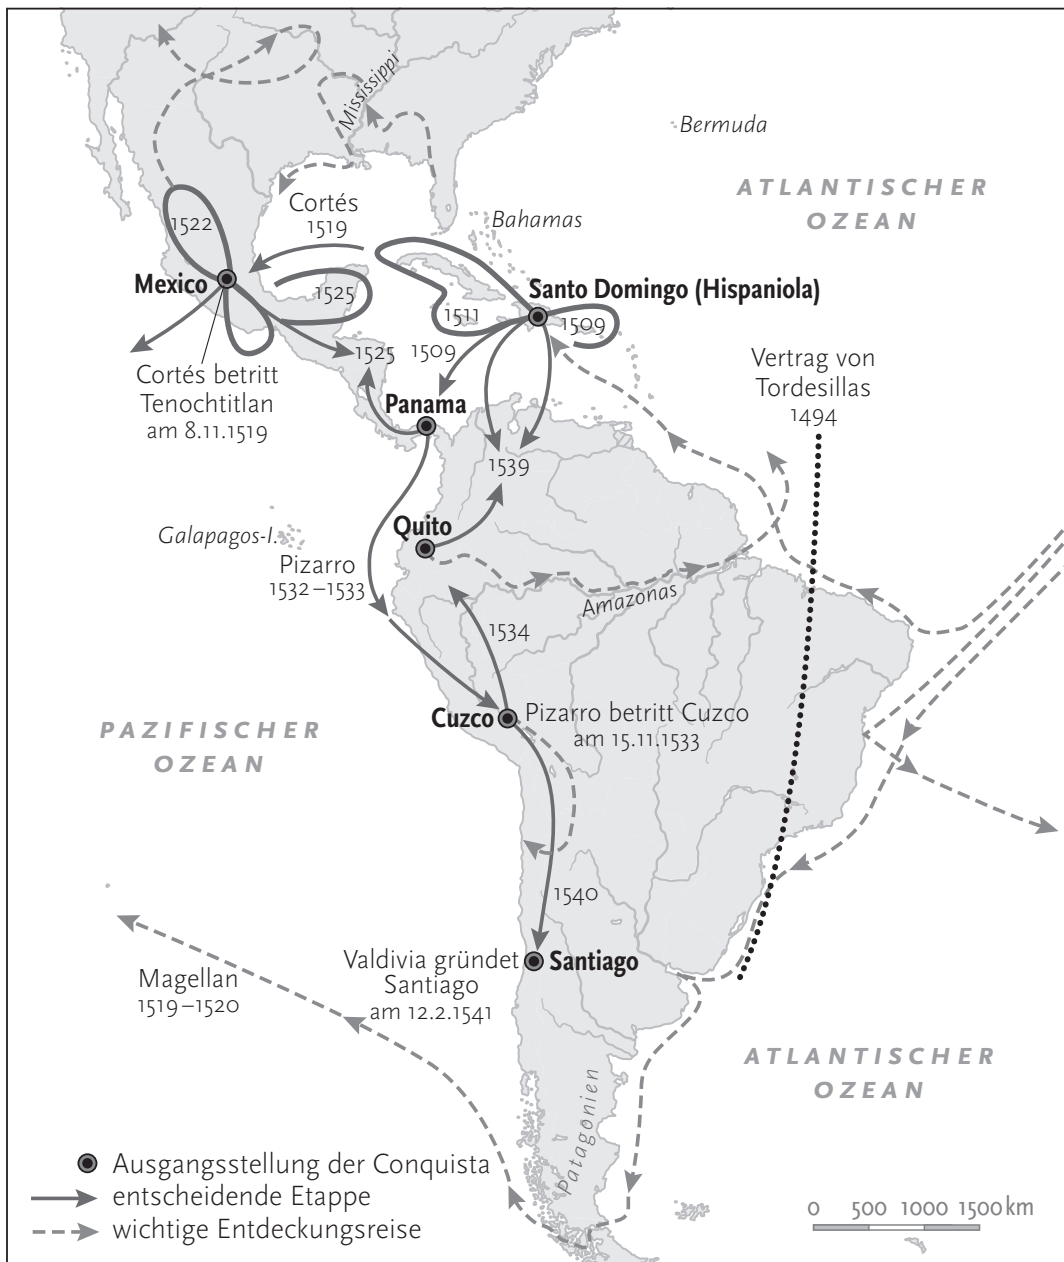 Mississippi
Bermuda
ATLANTISCHER
OZEAN
Cortés
1519
1522
Bahamas
Mexico
1525
1511
Santo Domingo (Hispaniola)
1509
1525
1509
Cortés betritt
Tenochtitlan
am 8.11.1519
Panama
Vertrag von
Tordesillas
1494
1539
Galapagos-I.
Quito
Pizarro
1532–1533
Amazonas
1534
PAZIFISCHER
OZEAN
Cuzco
Pizarro betritt Cuzco
am 15.11.1533
1540
Magellan
1519–1520
Valdivia gründet
Santiago
am 12.2.1541
Santiago
ATLANTISCHER
OZEAN
Patagonien
Ausgangsstellung der Conquista
entscheidende Etappe
wichtige Entdeckungsreise
0 500 1000 1500 km